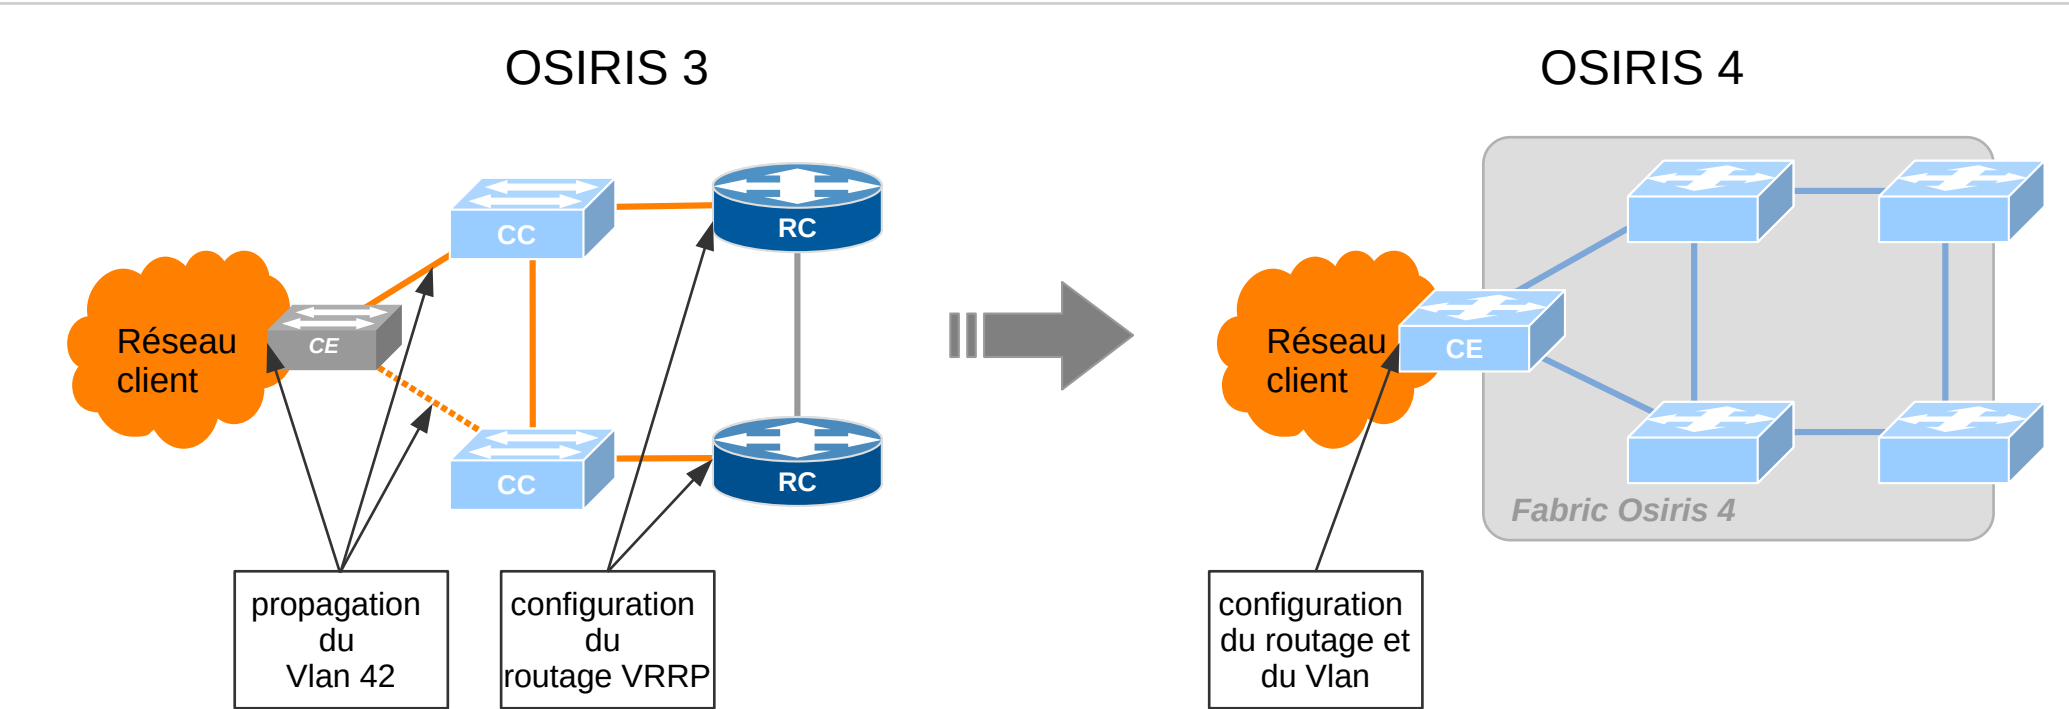 OSIRIS 3
OSIRIS 4
CC
RC
Réseau
client
CE
CC
RC
propagation
du
Vlan 42
configuration
du
routage VRRP
Réseau
client
CE
Fabric Osiris 4
configuration
du routage et
du Vlan